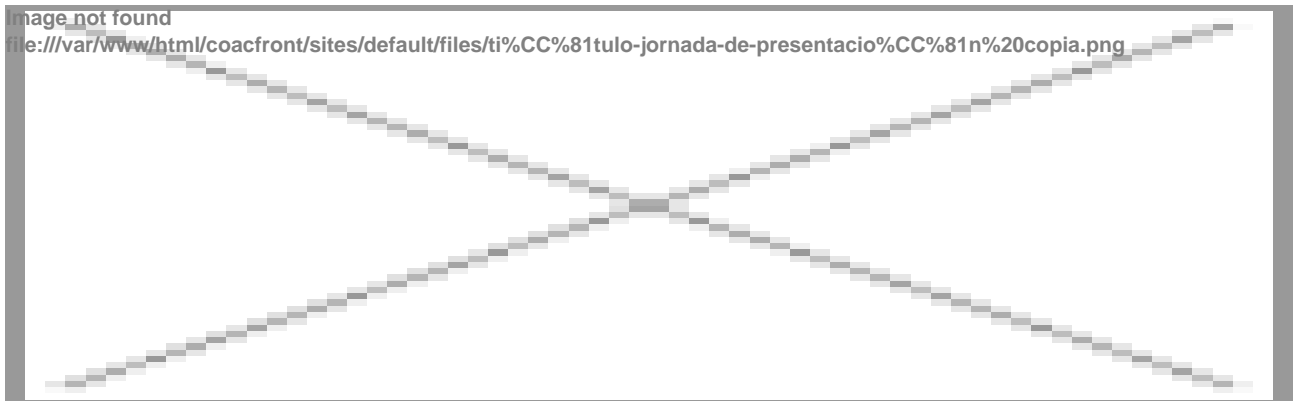 Image not found
file:///var/www/html/coacfront/sites/default/files/ti%CC%81tulo-jornada-de-presentacio%CC%81n%20copia.png